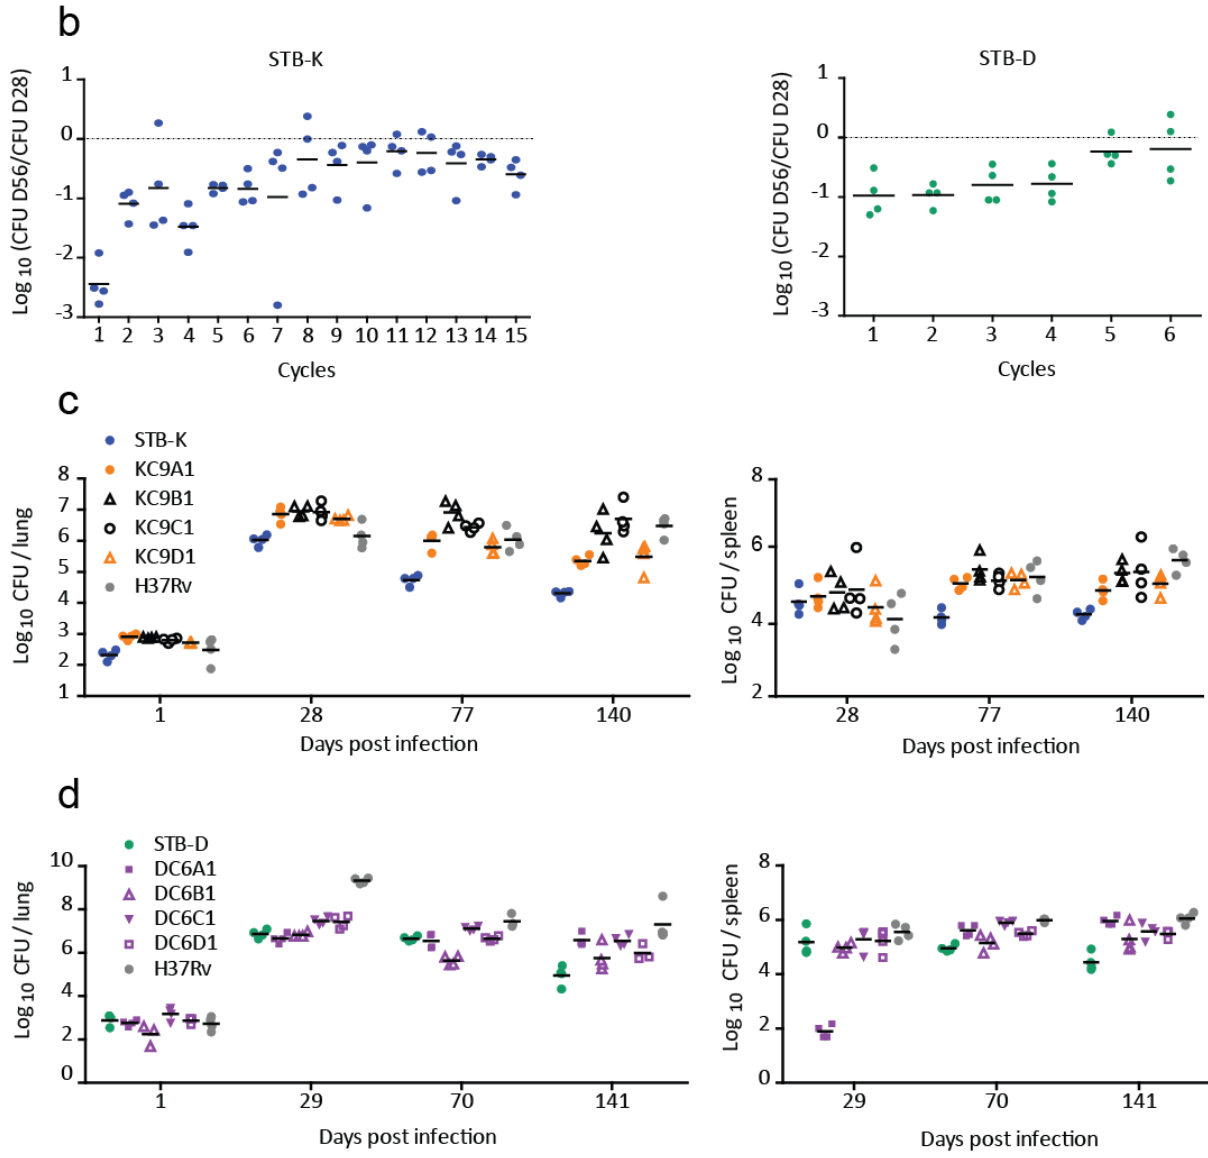 b
STB-K
Log 10 (CFU D56/CFU D28)
1
0
-1
-2
-3
1 2 3 4 5 6 7 8 9 10 11 12 13 14 15
Cycles
STB-D
Log10 (CFU D56/CFU D28)
1
0
-1
-2
-3
1 2 3 4 5 6
Cycles
c
STB-K
KC9A1
KC9B1
KC9C1
KC9D1
H37Rv
Log10 CFU / lung
8
7
6
5
4
3
2
1
1 28 77 140
Days post infection
Log 10 CFU / spleen
8
6
4
2
28 77 140
Days post infection
d
STB-D
DC6A1
DC6B1
DC6C1
DC6D1
H37Rv
Log10 CFU / lung
10
8
6
4
2
0
1 29 70 141
Days post infection
Log 10 CFU / spleen
8
6
4
2
0
29 70 141
Days post infection